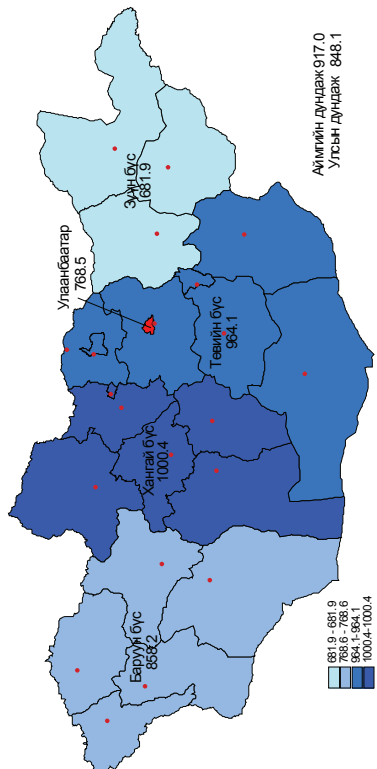 Улаанбаатар
768.5
Зүүн бүс
681.9
Төвийн бүс
964.1
Хангай бүс
1000.4
Баруун бүс
858.2
Аймгийн дундаж 917.0
Улсын дундаж 848.1
681.9 - 681.9
768.6 - 768.6
964.1-964.1
1000.4-1000.4